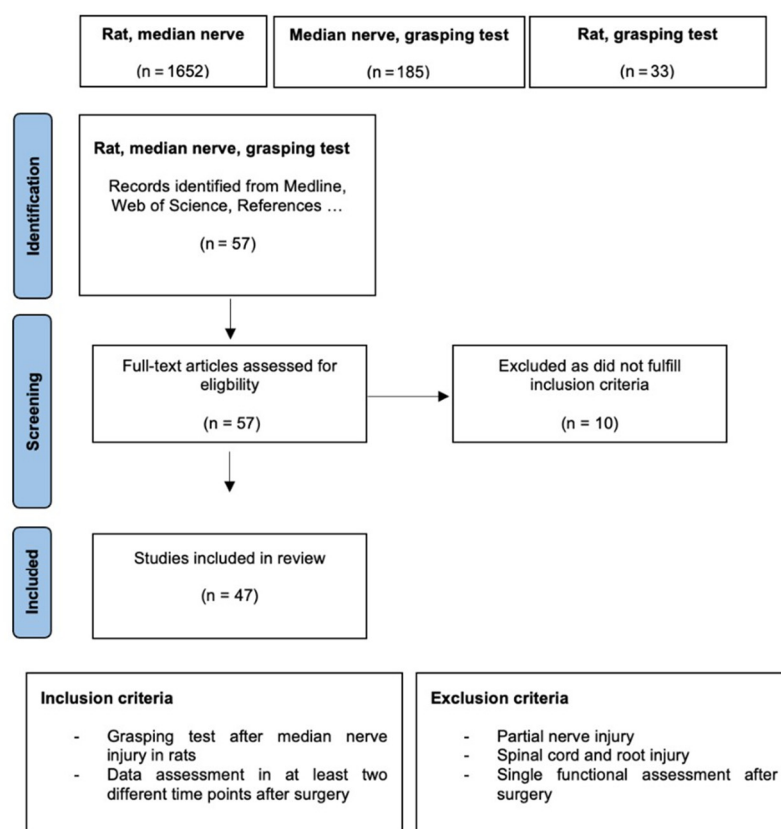 Rat, median nerve
(n = 1652)
Median nerve, grasping test
(n =185)
Rat, grasping test
(n = 33)
Identification
Rat, median nerve, grasping test
Records identified from Medline,
Web of Science, References ...
(n = 57)
Screening
Full-text articles assessed for
eligbility
(n = 57)
Excluded as did not fulfill
inclusion criteria
(n = 10)
Included
Studies included in review
(n = 47)
Inclusion criteria
- Grasping test after median nerve
injury in rats
- Data assessment in at least two
different time points after surgery
Exclusion criteria
- Partial nerve injury
- Spinal cord and root injury
- Single functional assessment after
surgery